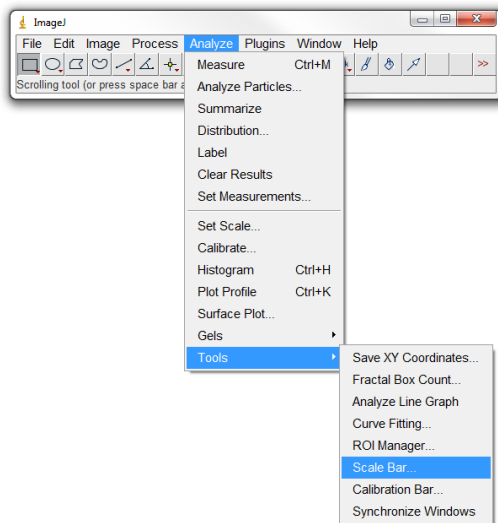 ImageJ
File Edit Image Process Analyze Plugins Window Help
>>
Scrolling tool (or press space bar a
Measure Ctrl+M
Analyze Particles...
Summarize
Distribution...
Label
Clear Results
Set Measurements...
Set Scale...
Calibrate...
Histogram Ctrl+H
Plot Profile Ctrl+K
Surface Plot...
Gels
Tools
Save XY Coordinates...
Fractal Box Count...
Analyze Line Graph
Curve Fitting...
ROI Manager...
Scale Bar...
Calibration Bar...
Synchronize Windows